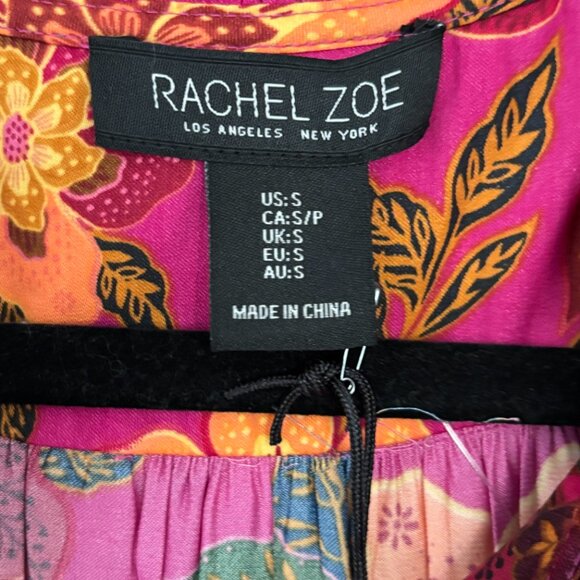 RACHEL ZOE
LOS ANGELES NEW YORK
US:S
CA:S/P
UK:S
EU:S
AU:S
MADE IN CHINA